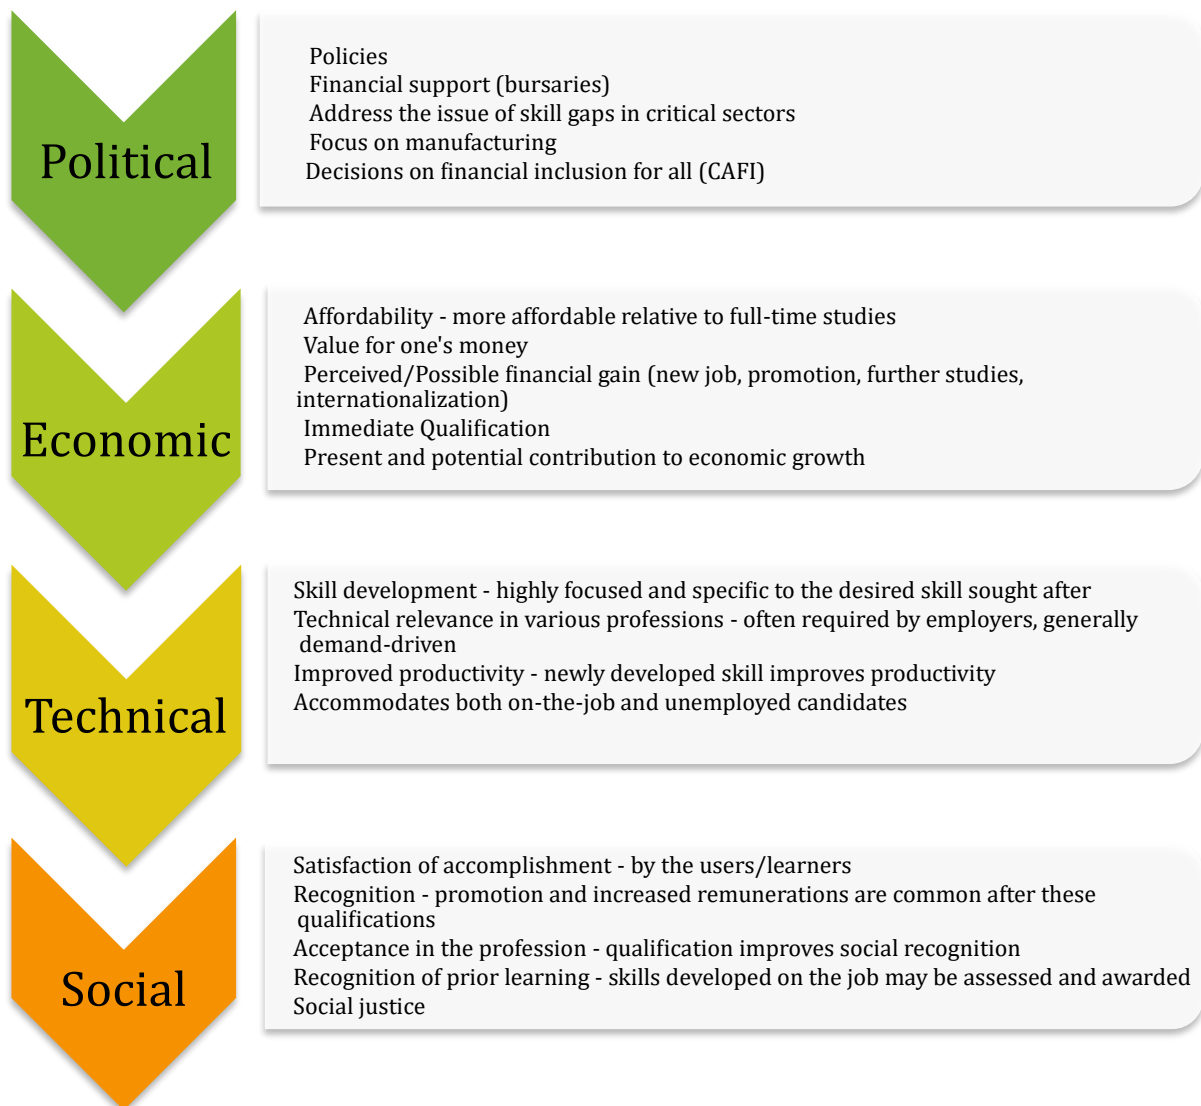 Political
Policies
Financial support (bursaries)
Address the issue of skill gaps in critical sectors
Focus on manufacturing
Decisions on financial inclusion for all (CAFI)
Economic
Affordability - more affordable relative to full-time studies
Value for one's money
Perceived/Possible financial gain (new job, promotion, further studies,
internationalization)
Immediate Qualification
Present and potential contribution to economic growth
Technical
Skill development - highly focused and specific to the desired skill sought after
Technical relevance in various professions - often required by employers, generally
demand-driven
Improved productivity - newly developed skill improves productivity
Accommodates both on-the-job and unemployed candidates
Social
Satisfaction of accomplishment - by the users/learners
Recognition - promotion and increased remunerations are common after these
qualifications
Acceptance in the profession - qualification improves social recognition
Recognition of prior learning - skills developed on the job may be assessed and awarded
Social justice